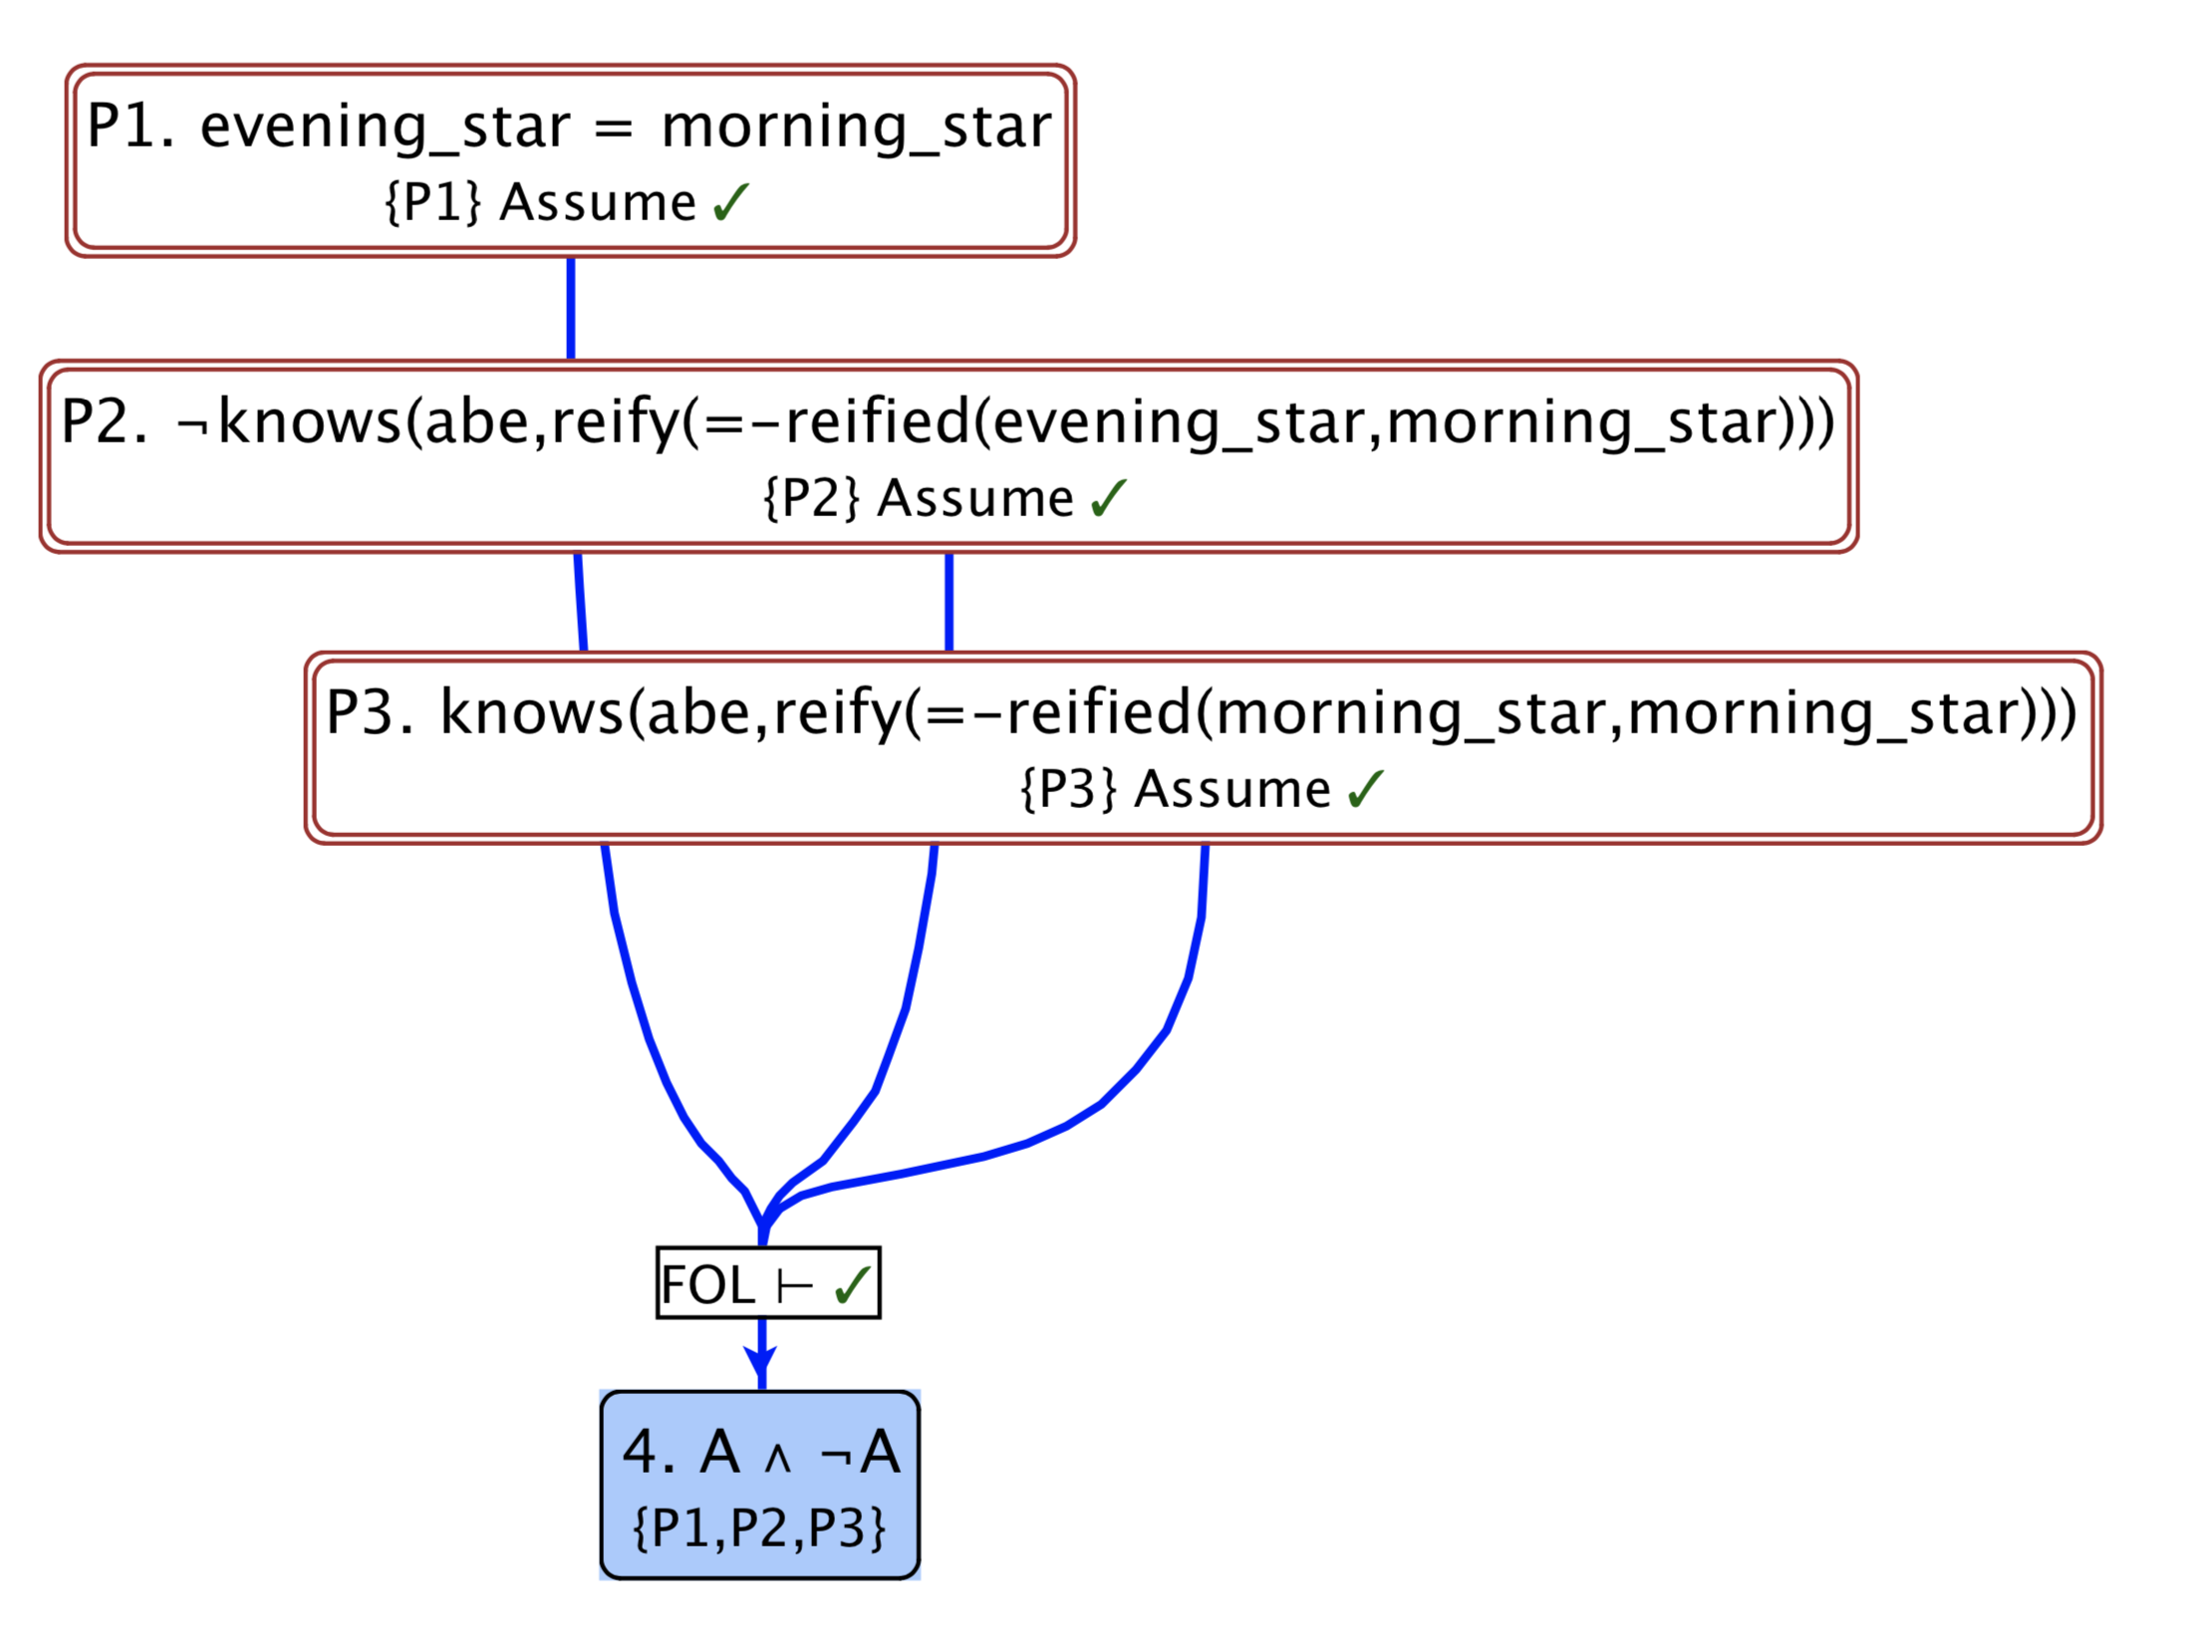 P1. evening_star = morning_star
{P1} Assume ✓
P2. ¬knows(abe,reify(=-reified(evening_star,morning_star)))
{P2} Assume ✓
P3. knows(abe,reify(=-reified(morning_star,morning_star)))
{P3} Assume ✓
FOL ⊢ ✓
4. A ∧ ¬A
{P1,P2,P3}